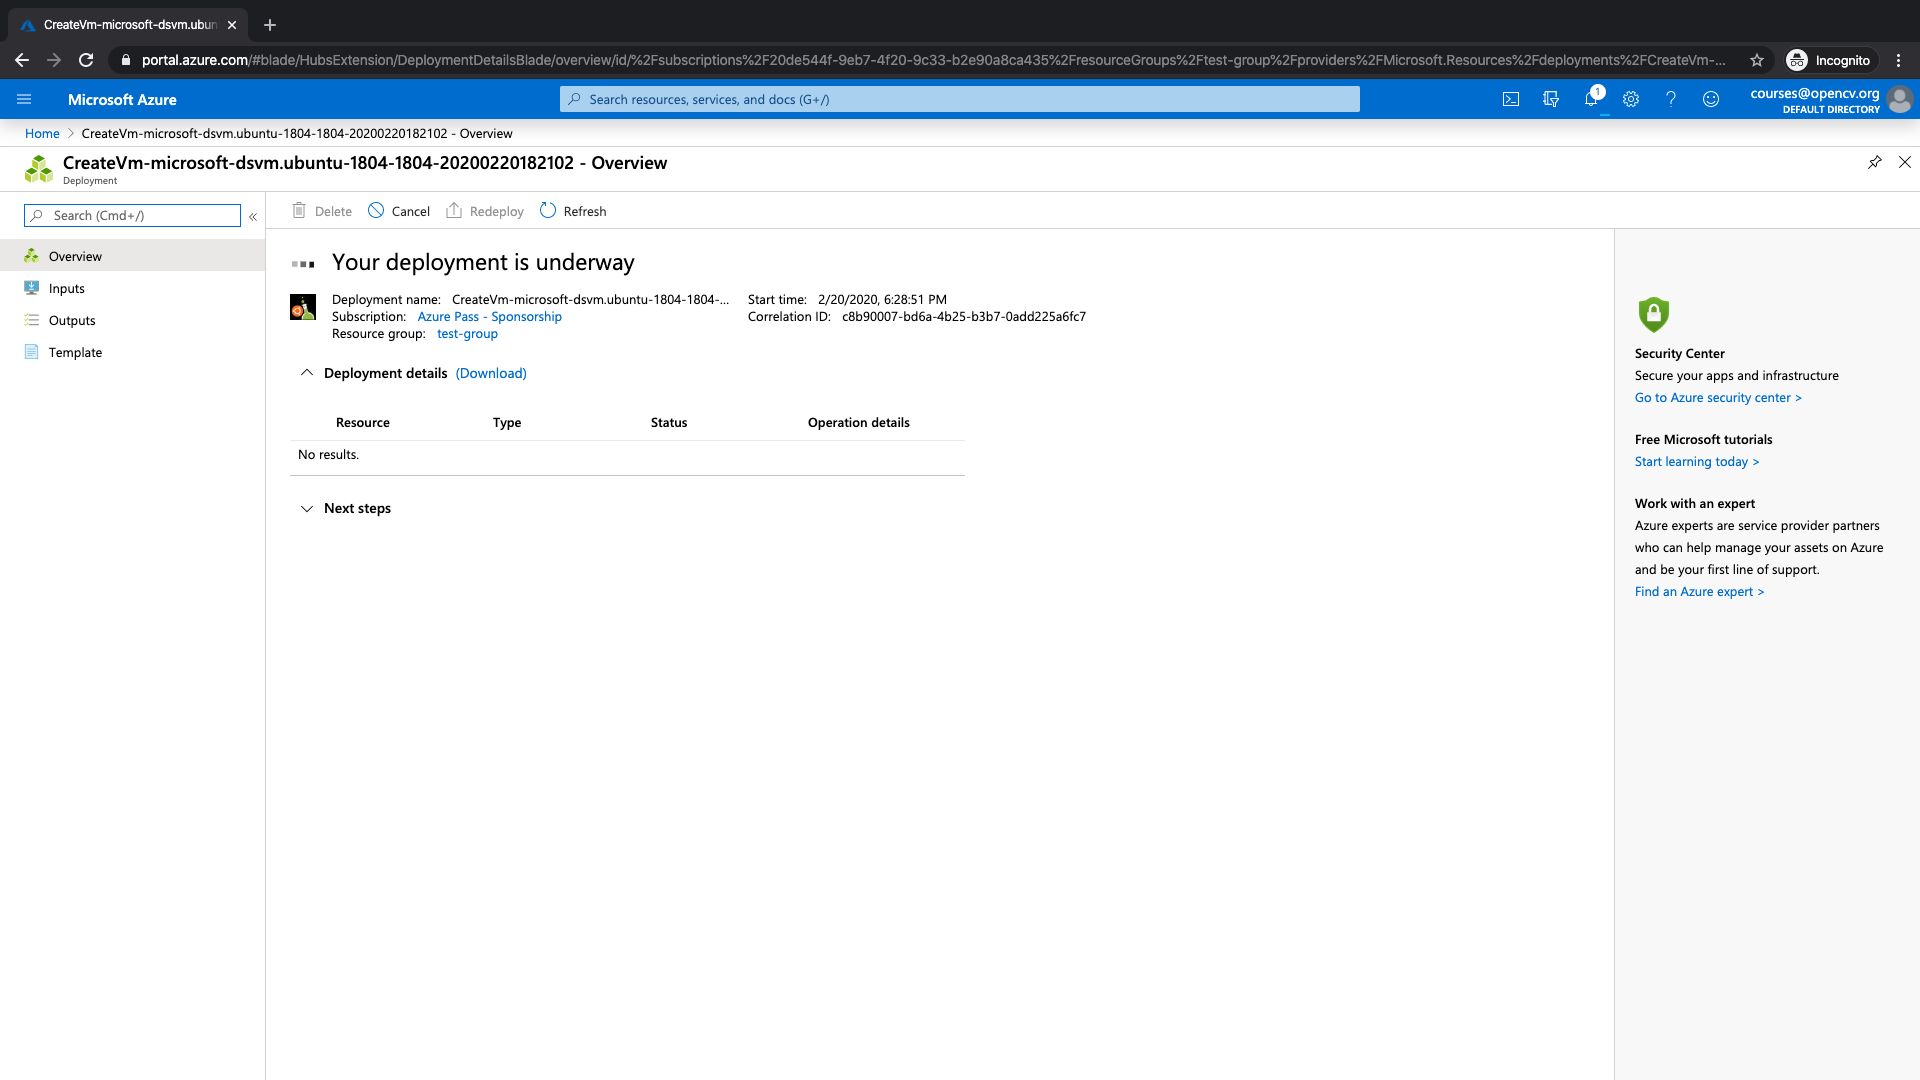 CreateVm-microsoft-dsvm.ubun
portal.azure.com/#blade/HubsExtension/DeploymentDetailsBlade/overview/id/%2Fsubscriptions%2F20de544f-9eb7-4f20-9c33-b2e90a8ca435%2FresourceGroups%2Ftest-group%2Fproviders%2FMicrosoft.Resources%2Fdeployments%2FCreateVm-...
Incognito
Microsoft Azure
Search resources, services, and docs (G+/)
1
courses@opencv.org
DEFAULT DIRECTORY
Home > CreateVm-microsoft-dsvm.ubuntu-1804-1804-20200220182102 - Overview
CreateVm-microsoft-dsvm.ubuntu-1804-1804-20200220182102 - Overview
Deployment
Search (Cmd+/)
«
Delete
Cancel
Redeploy
Refresh
Overview
Inputs
Outputs
Template
Your deployment is underway
Deployment name: CreateVm-microsoft-dsvm.ubuntu-1804-1804-...
Subscription: Azure Pass - Sponsorship
Resource group: test-group
Start time: 2/20/2020, 6:28:51 PM
Correlation ID: c8b90007-bd6a-4b25-b3b7-0add225a6fc7
Deployment details (Download)
Resource Type Status Operation details
No results.
Next steps
Security Center
Secure your apps and infrastructure
Go to Azure security center >
Free Microsoft tutorials
Start learning today >
Work with an expert
Azure experts are service provider partners
who can help manage your assets on Azure
and be your first line of support.
Find an Azure expert >